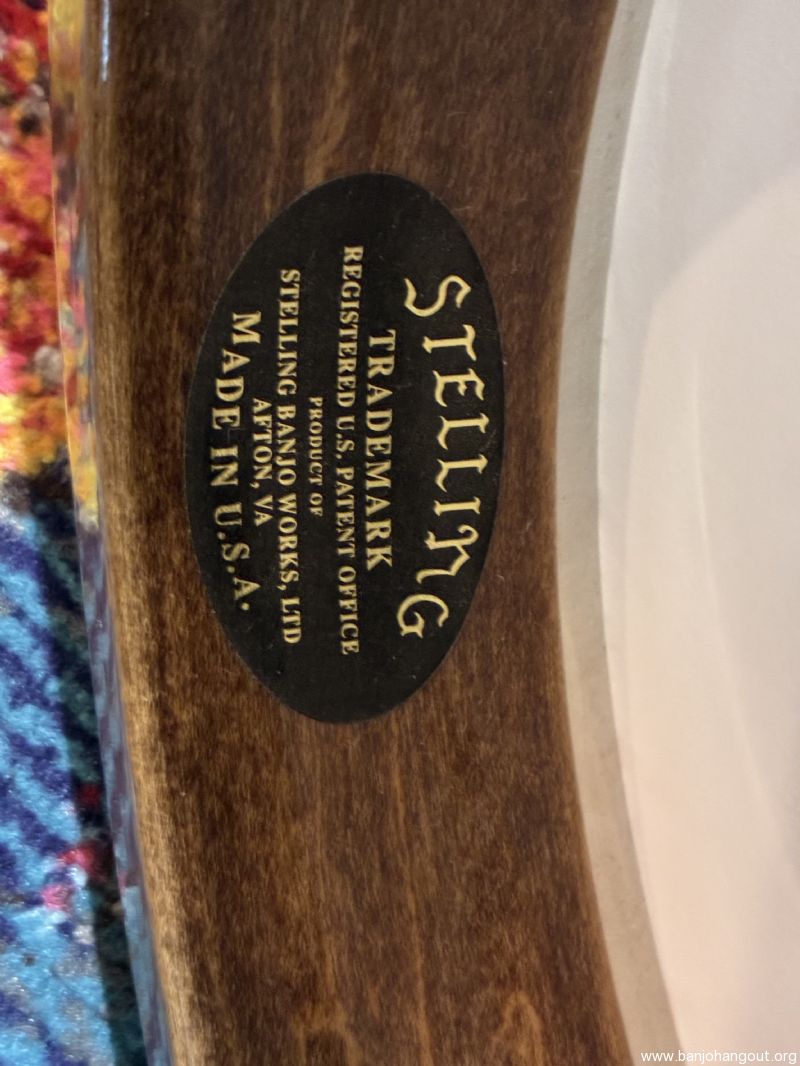 STELLING
TRADEMARK
REGISTERED U.S. PATENT OFFICE
PRODUCT OF
STELLING BANJO WORKS, LTD
AFTON, VA
MADE IN U.S.A.
www.banjohangout.org